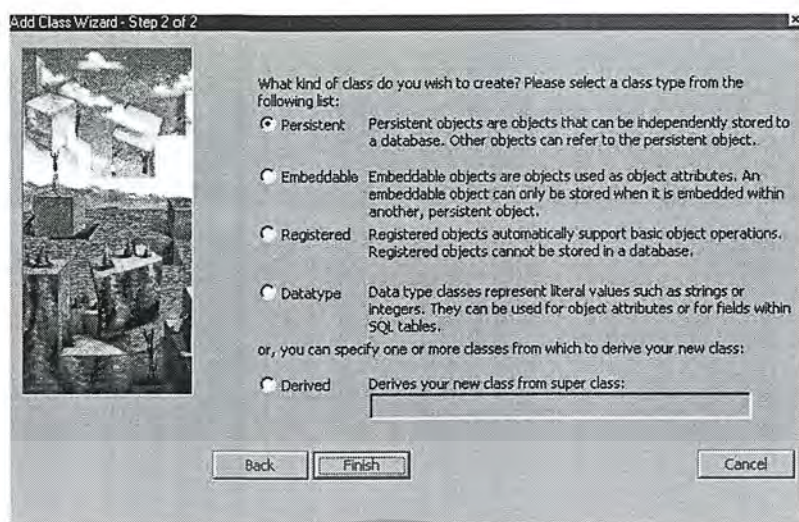 Add Class Wizard - Step 2 of 2
What kind of class do you wish to create? Please select a class type from the
following list:
Persistent Persistent objects are objects that can be independently stored to
a database. Other objects can refer to the persistent object.
Embeddable Embeddable objects are objects used as object attributes. An
embeddable object can only be stored when it is embedded within
another, persistent object.
Registered Registered objects automatically support basic object operations.
Registered objects cannot be stored in a database.
Datatype Data type classes represent literal values such as strings or
integers. They can be used for object attributes or for fields within
SQL tables.
or, you can specify one or more classes from which to derive your new class:
Derived Derives your new class from super class:
Back Finish Cancel